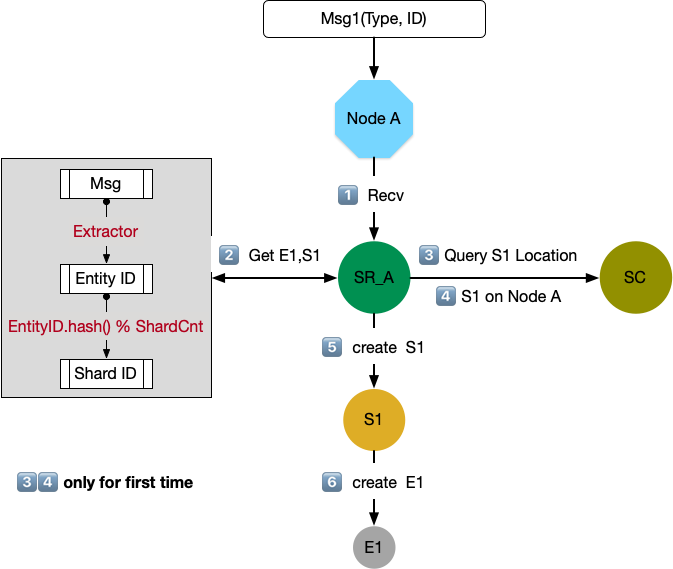 Msg1(Type, ID)
Node A
1 Recv
Msg
Extractor
Entity ID
EntityID.hash() % ShardCnt
Shard ID
2 Get E1,S1
SR_A
3 Query S1 Location
4 S1 on Node A
SC
5 create S1
S1
34 only for first time
6 create E1
E1